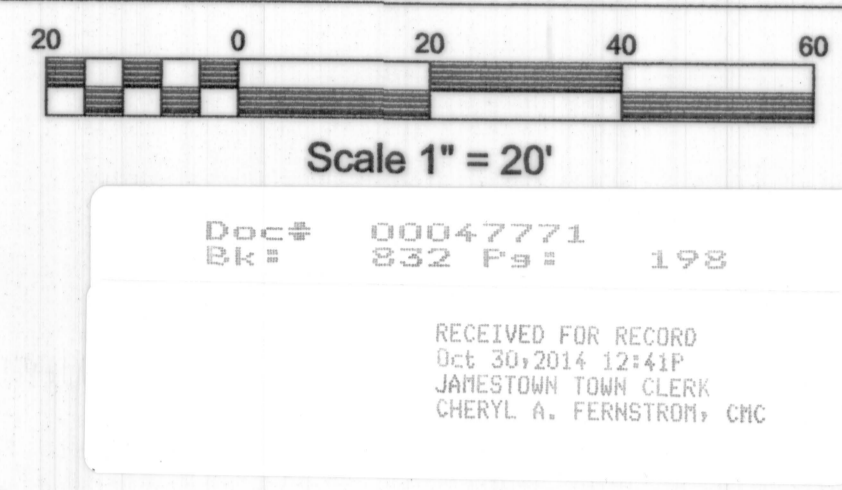 20 0 20 40 60
Scale 1" = 20'
Doc# 00047771
Bk: 832 Pg: 198
RECEIVED FOR RECORD
Oct 30,2014 12:41P
JAMESTOWN TOWN CLERK
CHERYL A. FERNSTROM, CMC